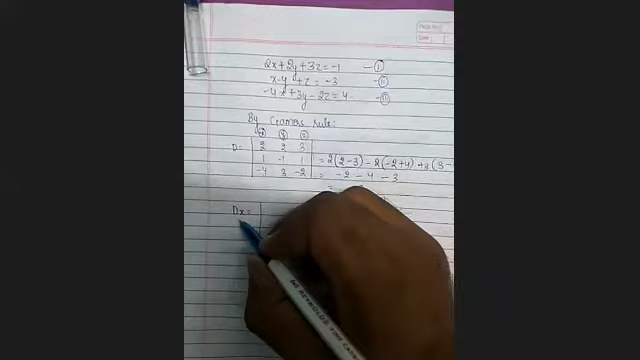 2x+2y+3z=-1 -(i)
x-y+z=-3 -(ii)
-4x+3y-2z=4 -(iii)
By Cramers rule:
x y z
D= | 2 2 3 |
| 1 -1 1 | = 2(2-3)-2(-2+4)+3(3-
| -4 3 -2 | = -2-4-3
=
Dx= |